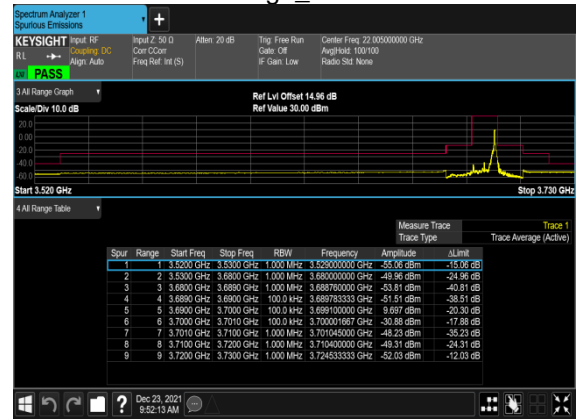 Spectrum Analyzer 1
Spurious Emissions
+
KEYSIGHT Input: RF Input Z: 50 Ω Atten: 20 dB Trig: Free Run Center Freq: 22.005000000 GHz
RL Coupling: DC Corr CCorr Gate: Off Avg|Hold: 100/100
Align: Auto Freq Ref: Int (S) IF Gain: Low Radio Std: None
PASS
3 All Range Graph Ref Lvl Offset 14.96 dB
Scale/Div 10.0 dB Ref Value 30.00 dBm
20.0
0.00
-20.0
-40.0
-60.0
Start 3.520 GHz Stop 3.730 GHz
4 All Range Table
Measure Trace Trace 1
Trace Type Trace Average (Active)
Spur Range Start Freq Stop Freq RBW Frequency Amplitude ΔLimit
1 1 3.5200 GHz 3.5300 GHz 1.000 MHz 3.529000000 GHz -55.06 dBm -15.06 dB
2 2 3.5300 GHz 3.6800 GHz 1.000 MHz 3.680000000 GHz -49.96 dBm -24.96 dB
3 3 3.6800 GHz 3.6890 GHz 1.000 MHz 3.688760000 GHz -53.81 dBm -40.81 dB
4 4 3.6890 GHz 3.6900 GHz 100.0 kHz 3.689783333 GHz -51.51 dBm -38.51 dB
5 5 3.6900 GHz 3.7000 GHz 100.0 kHz 3.699100000 GHz 9.697 dBm -20.30 dB
6 6 3.7000 GHz 3.7010 GHz 100.0 kHz 3.700001667 GHz -30.88 dBm -17.88 dB
7 7 3.7010 GHz 3.7100 GHz 1.000 MHz 3.701045000 GHz -48.23 dBm -35.23 dB
8 8 3.7100 GHz 3.7200 GHz 1.000 MHz 3.710400000 GHz -49.31 dBm -24.31 dB
9 9 3.7200 GHz 3.7300 GHz 1.000 MHz 3.724533333 GHz -52.03 dBm -12.03 dB
? Dec 23, 2021
9:52:13 AM